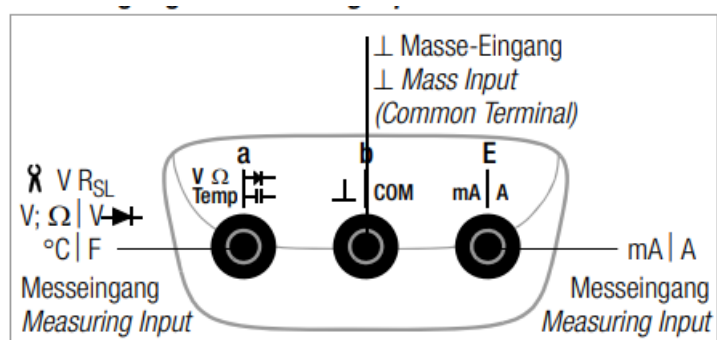 ⊥ Masse-Eingang
⊥ Mass Input
(Common Terminal)
a b E
V Ω
Temp
⊥ COM
mA A
V RSL
V; Ω | V
°C | F
mA | A
Messeingang
Measuring Input
Messeingang
Measuring Input